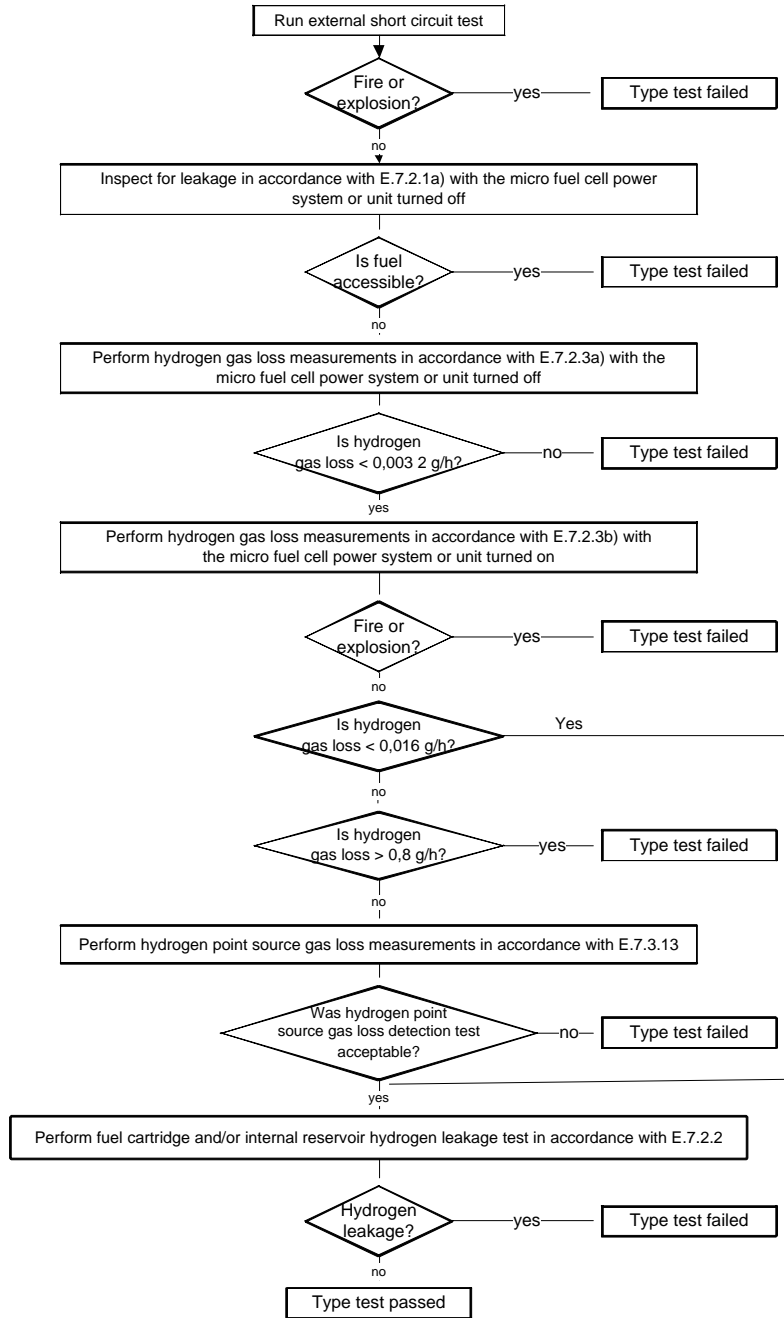 Run external short circuit test
Fire or
explosion?
yes
Type test failed
no
Inspect for leakage in accordance with E.7.2.1a) with the micro fuel cell power
system or unit turned off
Is fuel
accessible?
yes
Type test failed
no
Perform hydrogen gas loss measurements in accordance with E.7.2.3a) with the
micro fuel cell power system or unit turned off
Is hydrogen
gas loss < 0,003 2 g/h?
no
Type test failed
yes
Perform hydrogen gas loss measurements in accordance with E.7.2.3b) with
the micro fuel cell power system or unit turned on
Fire or
explosion?
yes
Type test failed
no
Is hydrogen
gas loss < 0,016 g/h?
Yes
no
Is hydrogen
gas loss > 0,8 g/h?
yes
Type test failed
no
Perform hydrogen point source gas loss measurements in accordance with E.7.3.13
Was hydrogen point
source gas loss detection test
acceptable?
no
Type test failed
yes
Perform fuel cartridge and/or internal reservoir hydrogen leakage test in accordance with E.7.2.2
Hydrogen
leakage?
yes
Type test failed
no
Type test passed